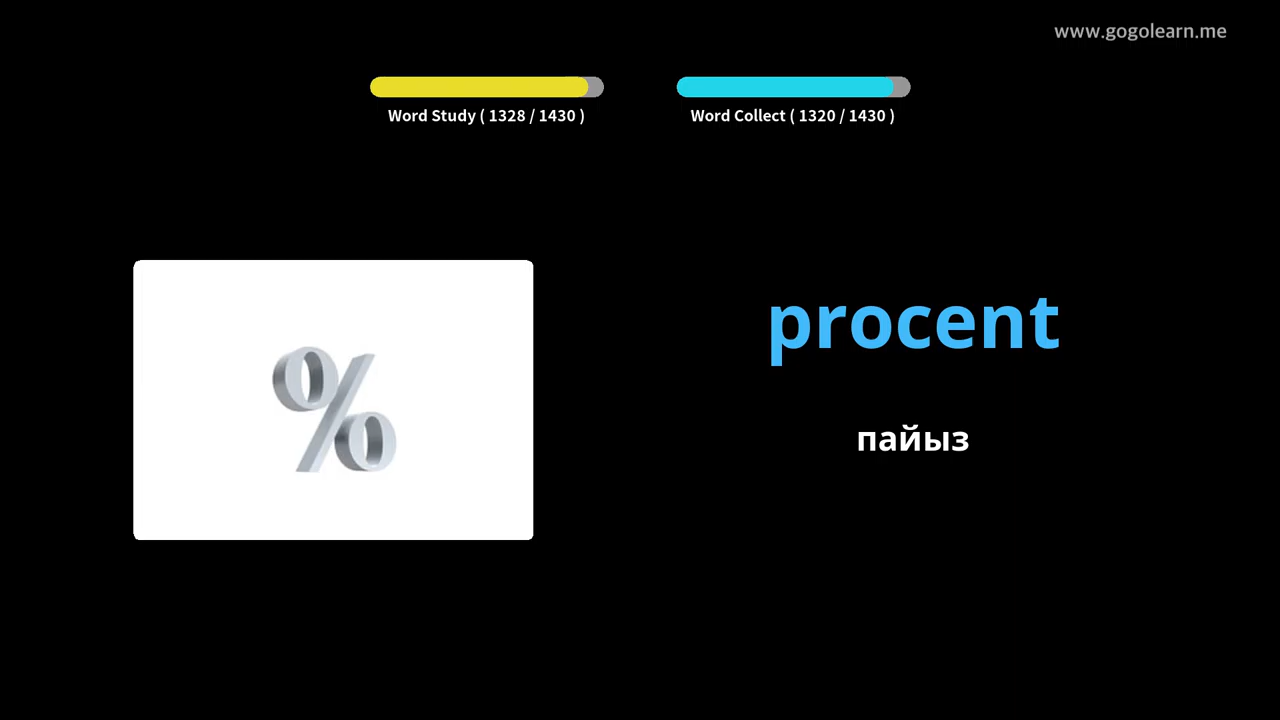 www.gogolearn.me
Word Study ( 1328 / 1430 )
Word Collect ( 1320 / 1430 )
%
procent
пайыз